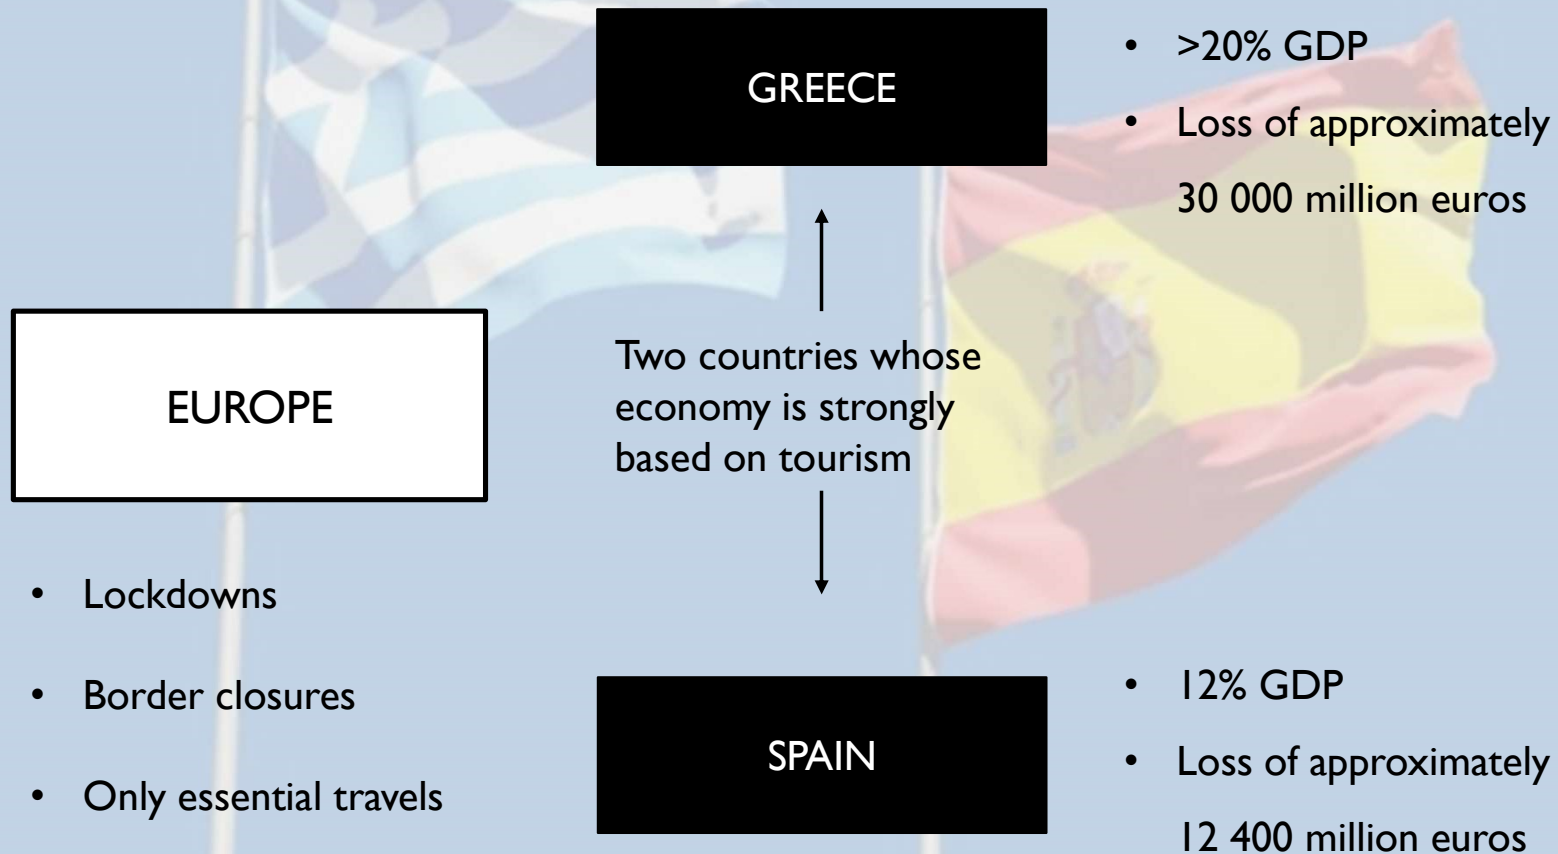 GREECE
• >20% GDP
• Loss of approximately
30 000 million euros
EUROPE
Two countries whose
economy is strongly
based on tourism
• Lockdowns
• Border closures
• Only essential travels
SPAIN
• 12% GDP
• Loss of approximately
12 400 million euros